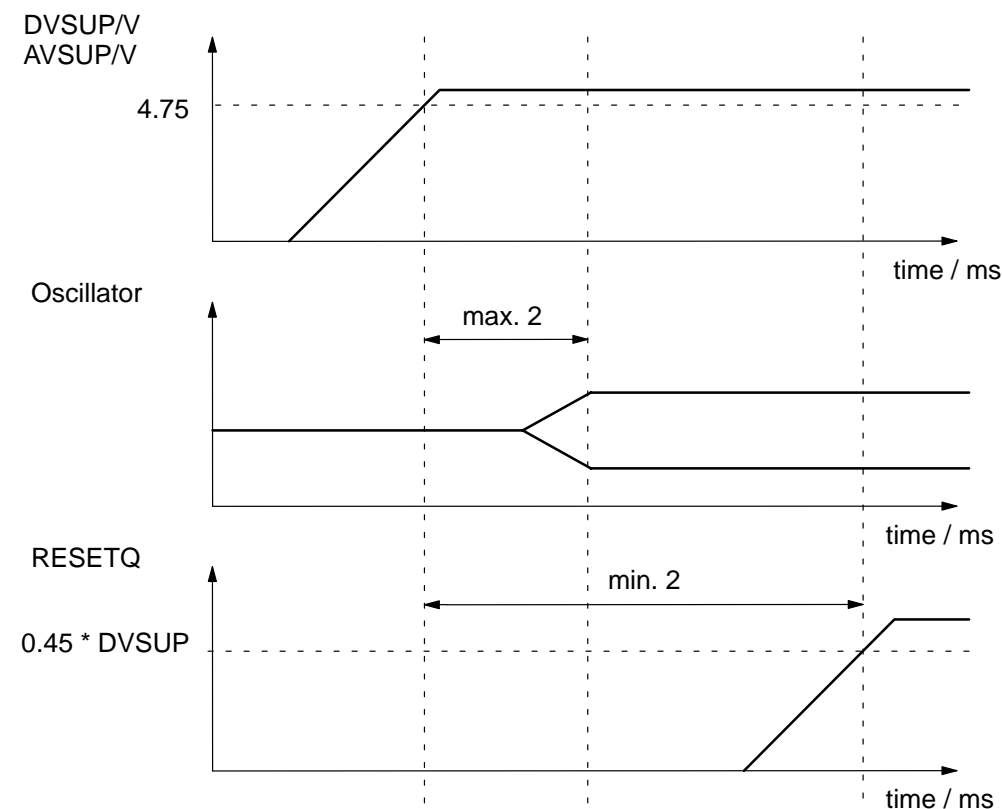 DVSUP/V
AVSUP/V
4.75
time / ms
Oscillator
max. 2
time / ms
RESETQ
min. 2
0.45 * DVSUP
time / ms